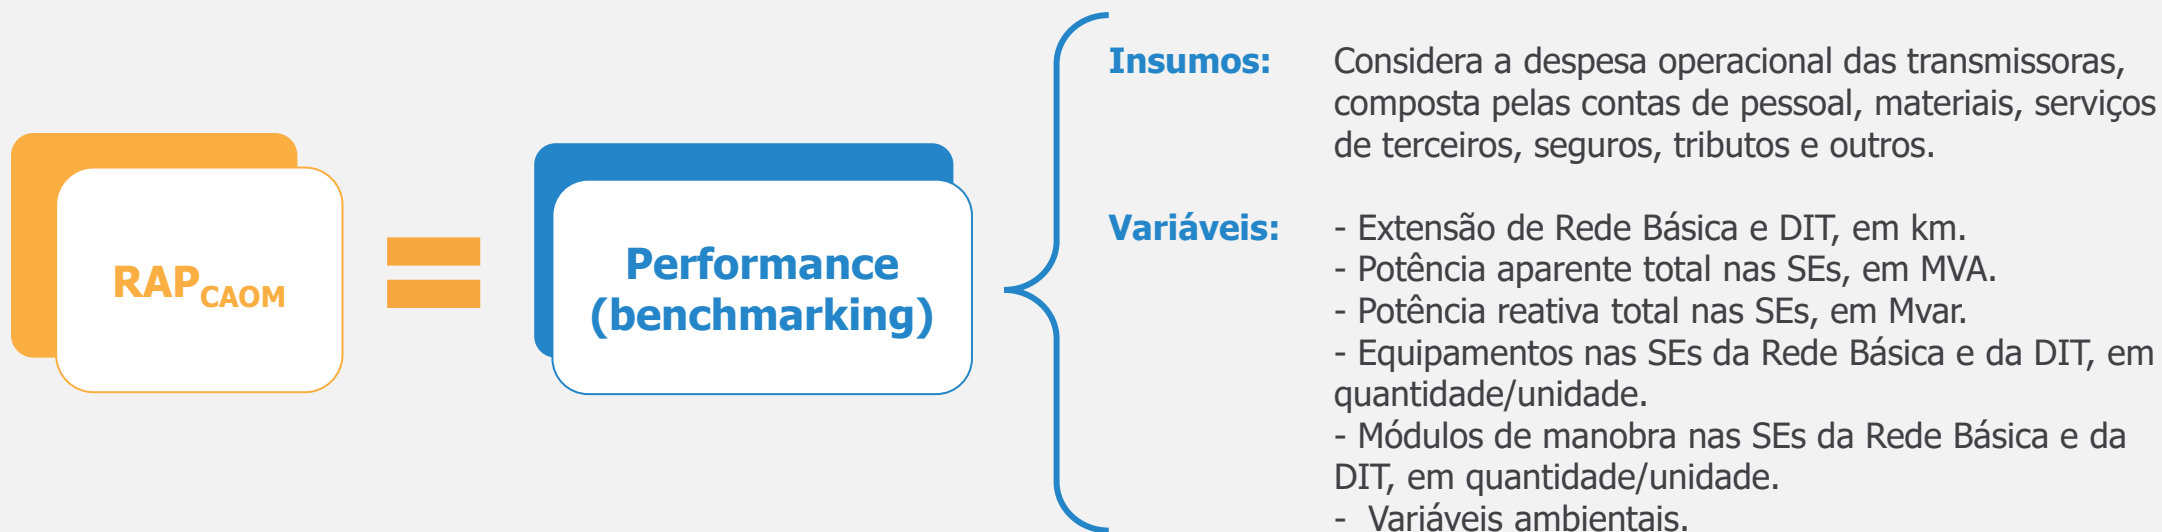 RAP CAOM
Performance
(benchmarking)
Insumos:
Considera a despesa operacional das transmissoras,
composta pelas contas de pessoal, materiais, serviços
de terceiros, seguros, tributos e outros.
Variáveis:
- Extensão de Rede Básica e DIT, em km.
- Potência aparente total nas SEs, em MVA.
- Potência reativa total nas SEs, em Mvar.
- Equipamentos nas SEs da Rede Básica e da DIT, em
quantidade/unidade.
- Módulos de manobra nas SEs da Rede Básica e da
DIT, em quantidade/unidade.
- Variáveis ambientais.